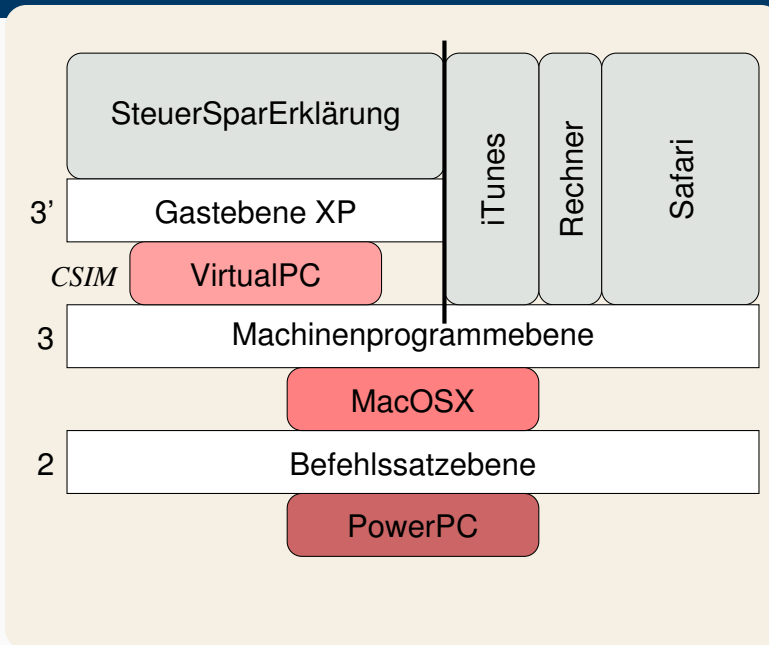 SteuerSparErklärung
iTunes
Rechner
Safari
3’ Gastebene XP
CSIM VirtualPC
3 Machinenprogrammebene
MacOSX
2 Befehlssatzebene
PowerPC